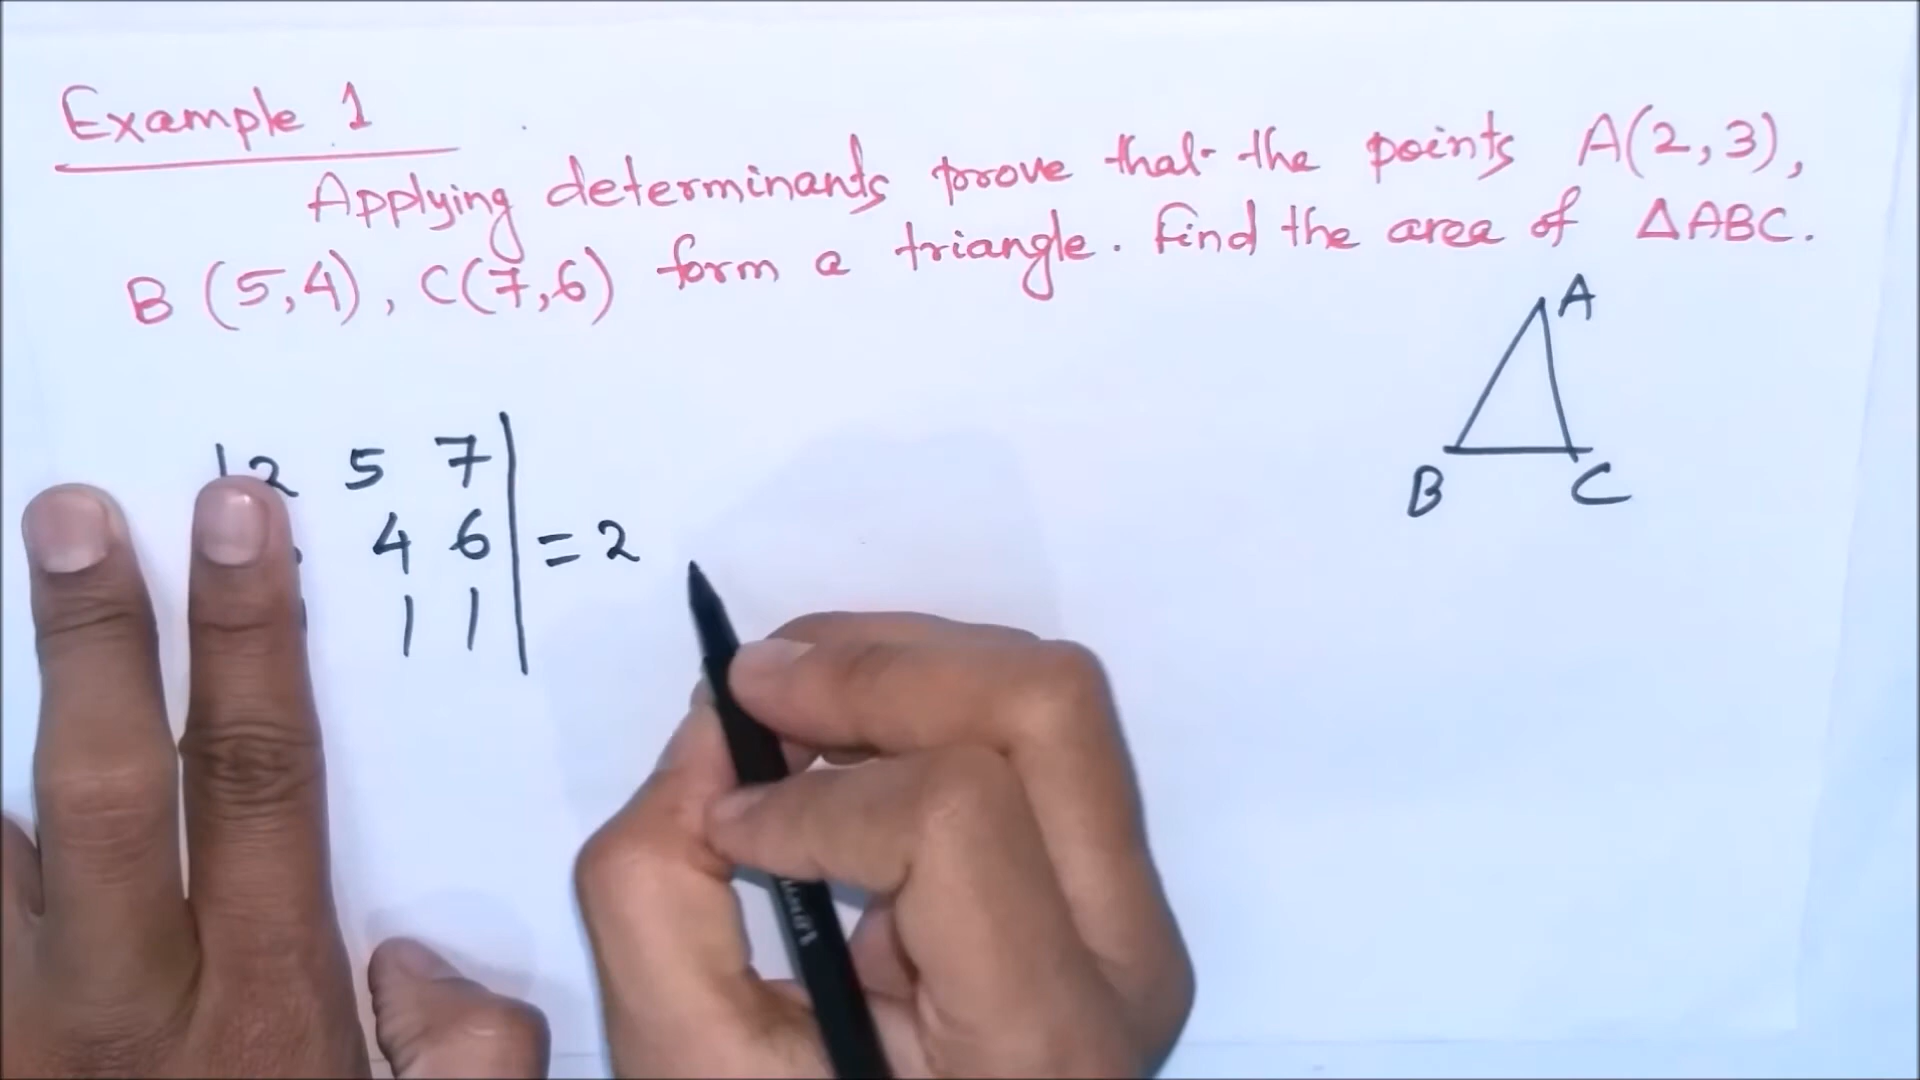 Example 1
Applying determinants prove that the points A(2,3),
B (5,4), C(7,6) form a triangle. Find the area of ΔABC.
A
B C
2 5 7
4 6 = 2
1 1